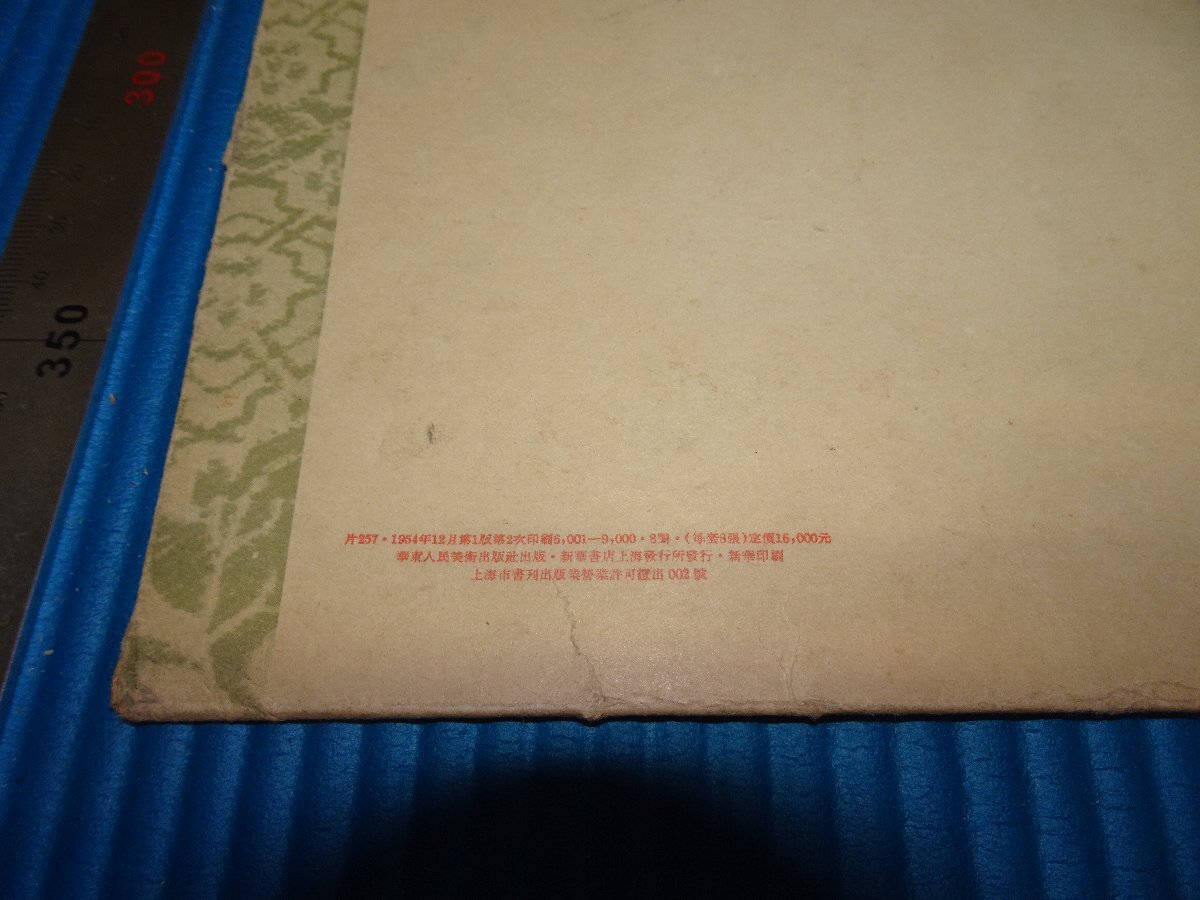 300
350
40
片257·1954年12月第1版第2次印刷6,001—9,000·8開·(每套8張)定價16,000元
華東人民美術出版社出版·新華書店上海發行所發行·新華印刷
上海市書刊出版業營業許可證出002號